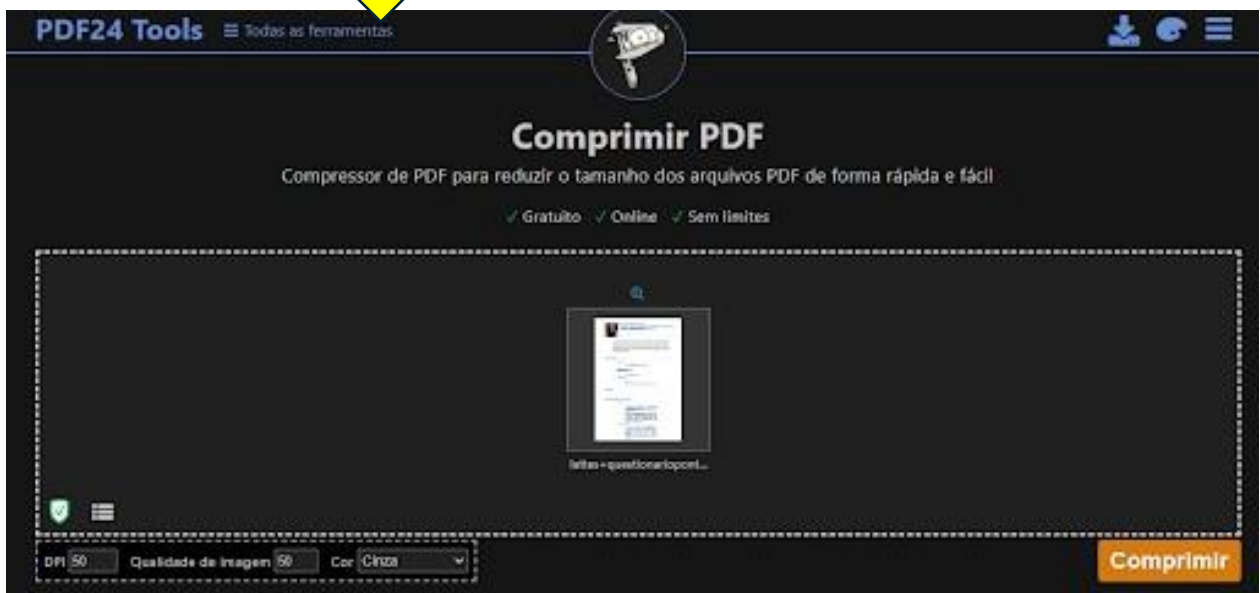 PDF24 Tools Todas as ferramentas
Comprimir PDF
Compressor de PDF para reduzir o tamanho dos arquivos PDF de forma rápida e fácil
Gratuito Online Sem limites
DPI 50 Qualidade de imagem 50 Cor Cinza
Comprimir